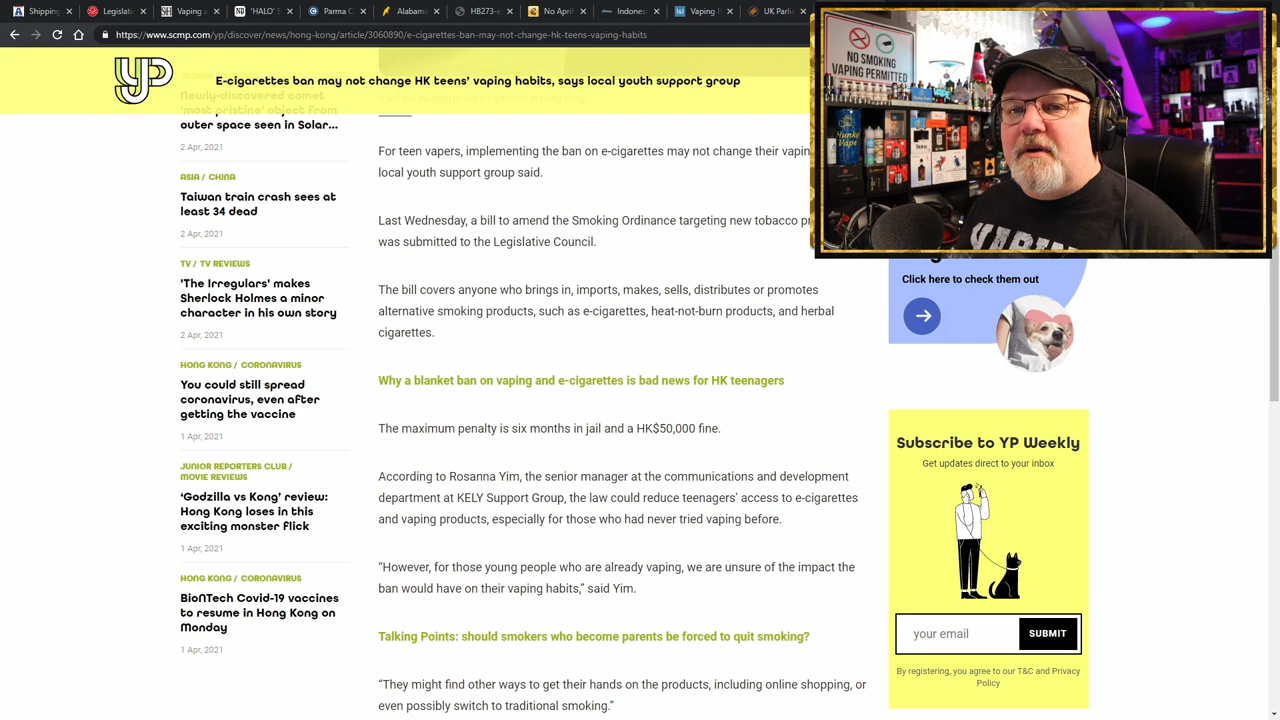 Shipping
Legislat
Vaping -
'HALO' S
Parma c
Alabam
HB273 T
No App
Indones
Vaping i
UK Parli
https://www.scmp.com/yp/discover/news/hong-kong/article/3060890/e-cigarettes-ban-may-not-change-hk-teens-vaping-habits
YP
E-cigarettes ban may not change HK teens' vaping habits, says local youth support group
Newly-discovered comet
'most pristine' object from
outer space seen in Solar...
2 Apr, 2021
ASIA / CHINA
Taiwan train crash sees at
least 34 dead
2 Apr, 2021
TV / TV REVIEWS
'The Irregulars' makes
Sherlock Holmes a minor
character in his own story
2 Apr, 2021
HONG KONG / CORONAVIRUS
You could still spread
coronavirus, even after
getting the vaccine
1 Apr, 2021
JUNIOR REPORTERS CLUB /
MOVIE REVIEWS
'Godzilla vs Kong' review:
Hong Kong loses in this
exciting monster flick
1 Apr, 2021
HONG KONG / CORONAVIRUS
BioNTech Covid-19 vaccines
to resume in Hong Kong on
Monday
1 Apr, 2021
For teen vapers, implementing the ban on e-cigarettes may not change their vapin
local youth support group said.
Last Wednesday, a bill to amend the Smoking Ordinance targeting new tobacco pr
was submitted to the Legislative Council.
The bill covers anyone who brings in, imports, makes, sells, distributes or promotes
alternative smoking products, such as e-cigarettes, heat-not-burn products, and herbal
cigarettes.
Why a blanket ban on vaping and e-cigarettes is bad news for HK teenagers
The maximum penalty is six months in jail and a HK$50,000 fine.
According to Rosanna Yim, the senior manager at the communications and development
department at KELY Support Group, the law could reduce teenagers' access to e-cigarettes
and vaping products, especially for those who had never tried vaping before.
"However, for those young people who are already vaping, we are unsure of the impact the
ban would have on their vaping habits," said Yim.
Talking Points: should smokers who become parents be forced to quit smoking?
"They might find other ways to get their hands on the products, including online shopping, or
even possibly switch to traditional smoking."
NO SMOKING
VAPING PERMITTED
Hunky
Vape
VAPIN
Click here to check them out
Subscribe to YP Weekly
Get updates direct to your inbox
your email
SUBMIT
By registering, you agree to our T&C and Privacy
Policy